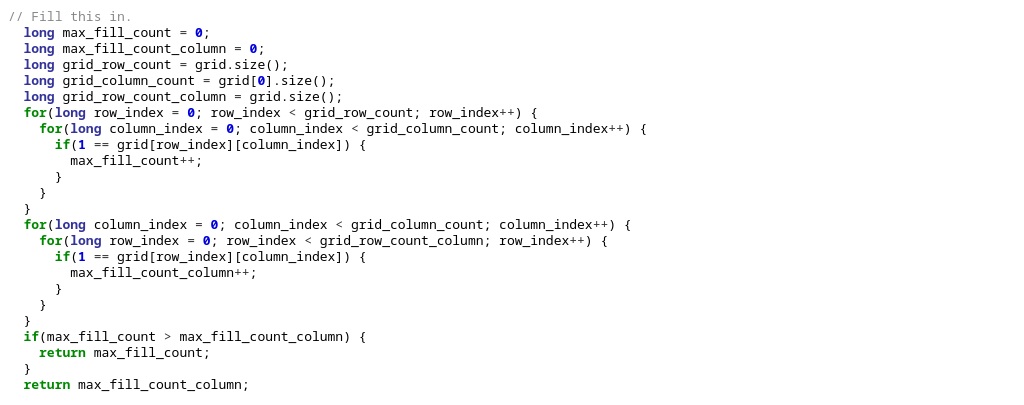 // Fill this in.
  long max_fill_count = 0;
  long max_fill_count_column = 0;
  long grid_row_count = grid.size();
  long grid_column_count = grid[0].size();
  long grid_row_count_column = grid.size();
  for(long row_index = 0; row_index < grid_row_count; row_index++) {
    for(long column_index = 0; column_index < grid_column_count; column_index++) {
      if(1 == grid[row_index][column_index]) {
        max_fill_count++;
      }
    }
  }
  for(long column_index = 0; column_index < grid_column_count; column_index++) {
    for(long row_index = 0; row_index < grid_row_count_column; row_index++) {
      if(1 == grid[row_index][column_index]) {
        max_fill_count_column++;
      }
    }
  }
  if(max_fill_count > max_fill_count_column) {
    return max_fill_count;
  }
  return max_fill_count_column;